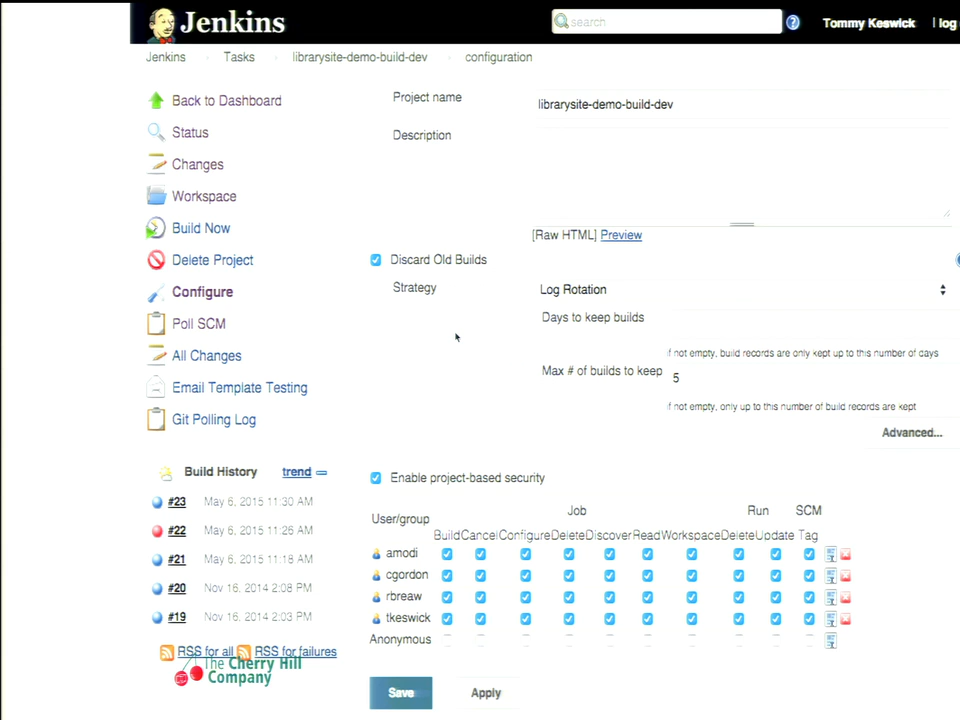 Jenkins
search
Tommy Keswick
log
Jenkins
Tasks
librarysite-demo-build-dev
configuration
Back to Dashboard
Status
Changes
Workspace
Build Now
Delete Project
Configure
Poll SCM
All Changes
Email Template Testing
Git Polling Log
Build History trend
#23 May 6, 2015 11:30 AM
#22 May 6, 2015 11:26 AM
#21 May 6, 2015 11:18 AM
#20 Nov 16, 2014 2:08 PM
#19 Nov 16, 2014 2:03 PM
RSS for all RSS for failures
The Cherry Hill
Company
Project name
librarysite-demo-build-dev
Description
[Raw HTML] Preview
Discard Old Builds
Strategy
Log Rotation
Days to keep builds
if not empty, build records are only kept up to this number of days
Max # of builds to keep
5
if not empty, only up to this number of build records are kept
Advanced...
Enable project-based security
User/group
Job
Run
SCM
Build Cancel Configure Delete Discover Read Workspace Delete Update Tag
amodi
cgordon
rbreaw
tkeswick
Anonymous
Save
Apply